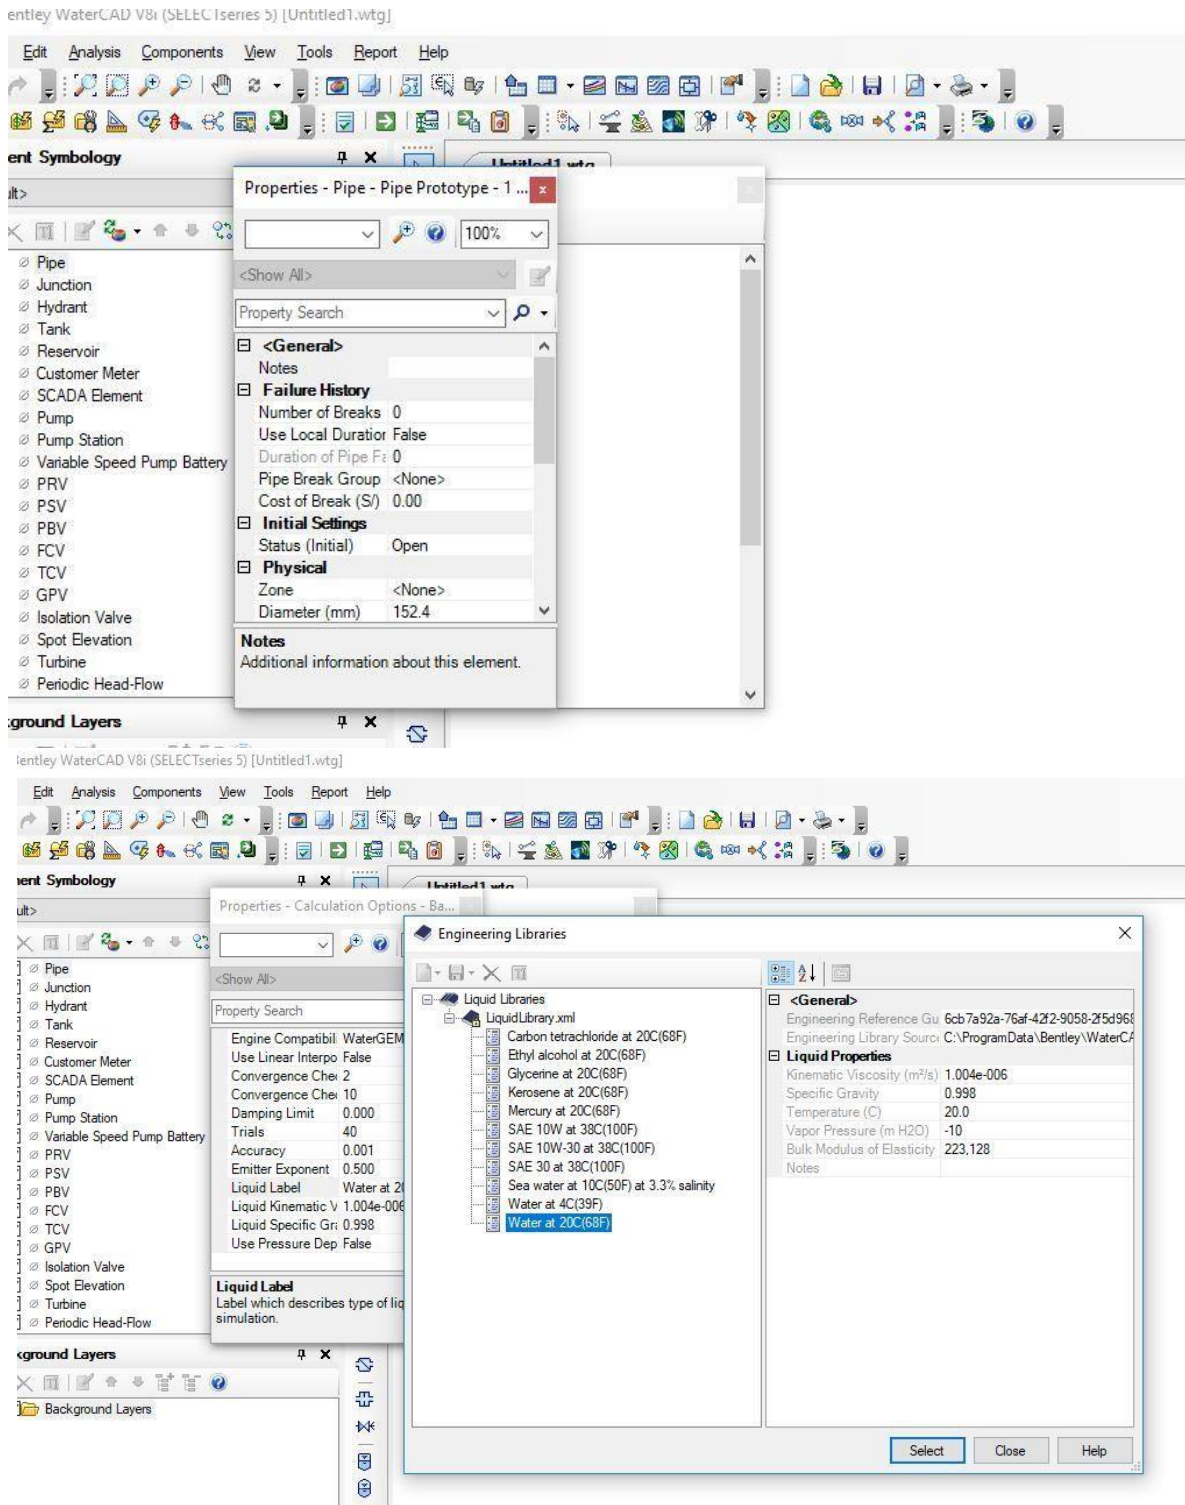 entley WaterCAD V8i (SELECTseries 5) [Untitled1.wtg]
Edit Analysis Components View Tools Report Help
ent Symbology
Untitled1.wtg
ult>
Properties - Pipe - Pipe Prototype - 1 ...
100%
<Show All>
Property Search
Pipe
Junction
Hydrant
Tank
Reservoir
Customer Meter
SCADA Element
Pump
Pump Station
Variable Speed Pump Battery
PRV
PSV
PBV
FCV
TCV
GPV
Isolation Valve
Spot Elevation
Turbine
Periodic Head-Flow
<General>
Notes
Failure History
Number of Breaks 0
Use Local Duration False
Duration of Pipe Fa 0
Pipe Break Group <None>
Cost of Break (S/) 0.00
Initial Settings
Status (Initial) Open
Physical
Zone <None>
Diameter (mm) 152.4
Notes
Additional information about this element.
ground Layers
Bentley WaterCAD V8i (SELECTseries 5) [Untitled1.wtg]
Edit Analysis Components View Tools Report Help
ent Symbology
Untitled1.wtg
ult>
Properties - Calculation Options - Ba...
<Show All>
Property Search
Pipe
Junction
Hydrant
Tank
Reservoir
Customer Meter
SCADA Element
Pump
Pump Station
Variable Speed Pump Battery
PRV
PSV
PBV
FCV
TCV
GPV
Isolation Valve
Spot Elevation
Turbine
Periodic Head-Flow
Engine Compatibil WaterGEM
Use Linear Interpo False
Convergence Chec 2
Convergence Chec 10
Damping Limit 0.000
Trials 40
Accuracy 0.001
Emitter Exponent 0.500
Liquid Label Water at 20
Liquid Kinematic V 1.004e-006
Liquid Specific Gra 0.998
Use Pressure Dep False
Liquid Label
Label which describes type of liq
simulation.
ground Layers
Background Layers
Engineering Libraries
Liquid Libraries
LiquidLibrary.xml
Carbon tetrachloride at 20C(68F)
Ethyl alcohol at 20C(68F)
Glycerine at 20C(68F)
Kerosene at 20C(68F)
Mercury at 20C(68F)
SAE 10W at 38C(100F)
SAE 10W-30 at 38C(100F)
SAE 30 at 38C(100F)
Sea water at 10C(50F) at 3.3% salinity
Water at 4C(39F)
Water at 20C(68F)
<General>
Engineering Reference Gu 6cb7a92a-76af-42f2-9058-2f5d968
Engineering Library Source C:\ProgramData\Bentley\WaterCA
Liquid Properties
Kinematic Viscosity (m²/s) 1.004e-006
Specific Gravity 0.998
Temperature (C) 20.0
Vapor Pressure (m H2O) -10
Bulk Modulus of Elasticity 223,128
Notes
Select Close Help